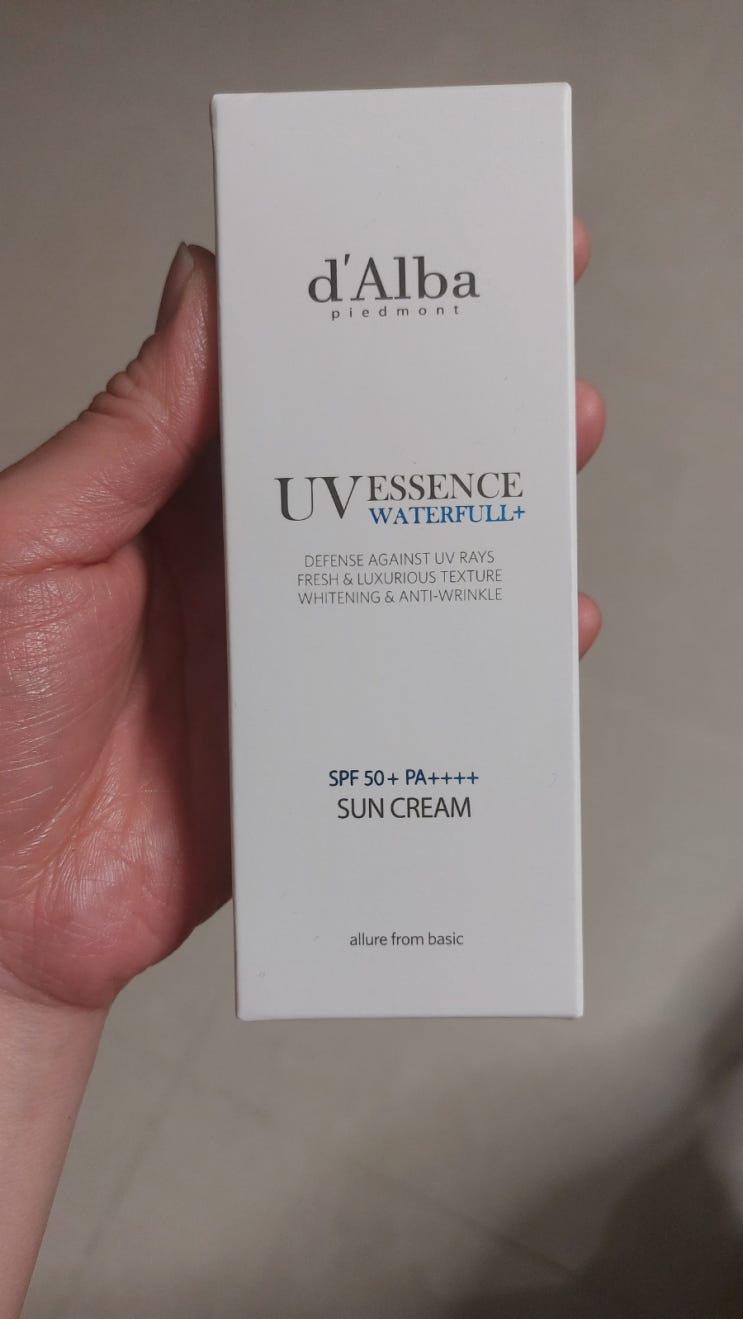 d'Alba
piedmont
UV ESSENCE
WATERFULL+
DEFENSE AGAINST UV RAYS
FRESH & LUXURIOUS TEXTURE
WHITENING & ANTI-WRINKLE
SPF 50+ PA++++
SUN CREAM
allure from basic